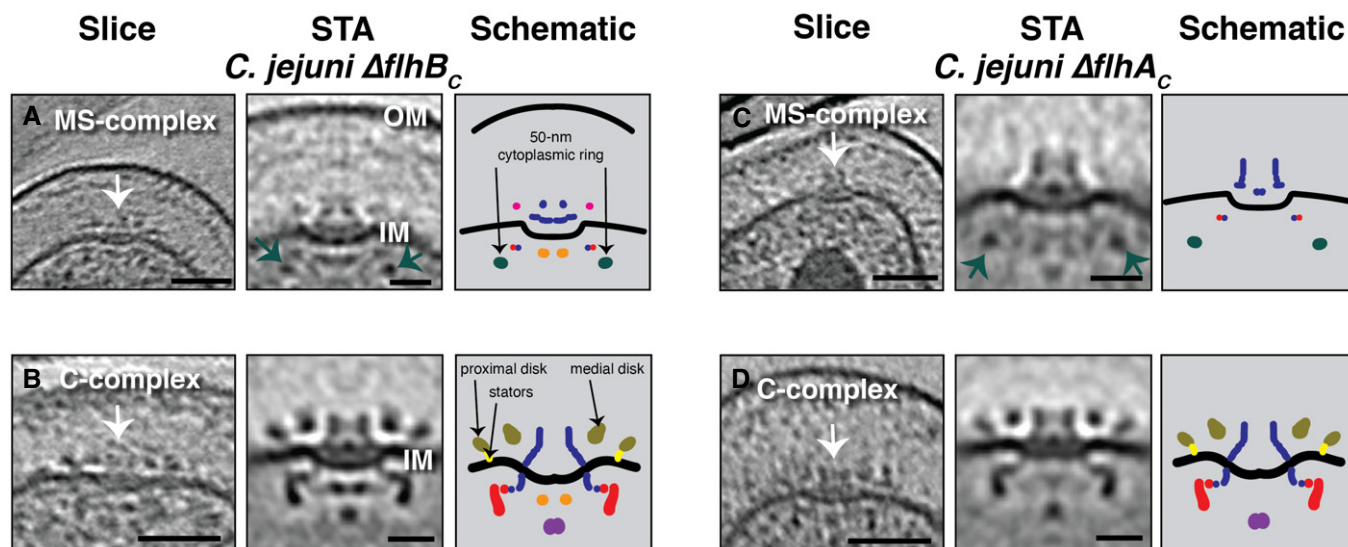 Slice STA Schematic
C. jejuni ΔflhBc
Slice STA Schematic
C. jejuni ΔflhAc
A
MS-complex
OM
IM
50-nm
cytoplasmic ring
C
MS-complex
B
C-complex
IM
proximal disk
stators
medial disk
D
C-complex